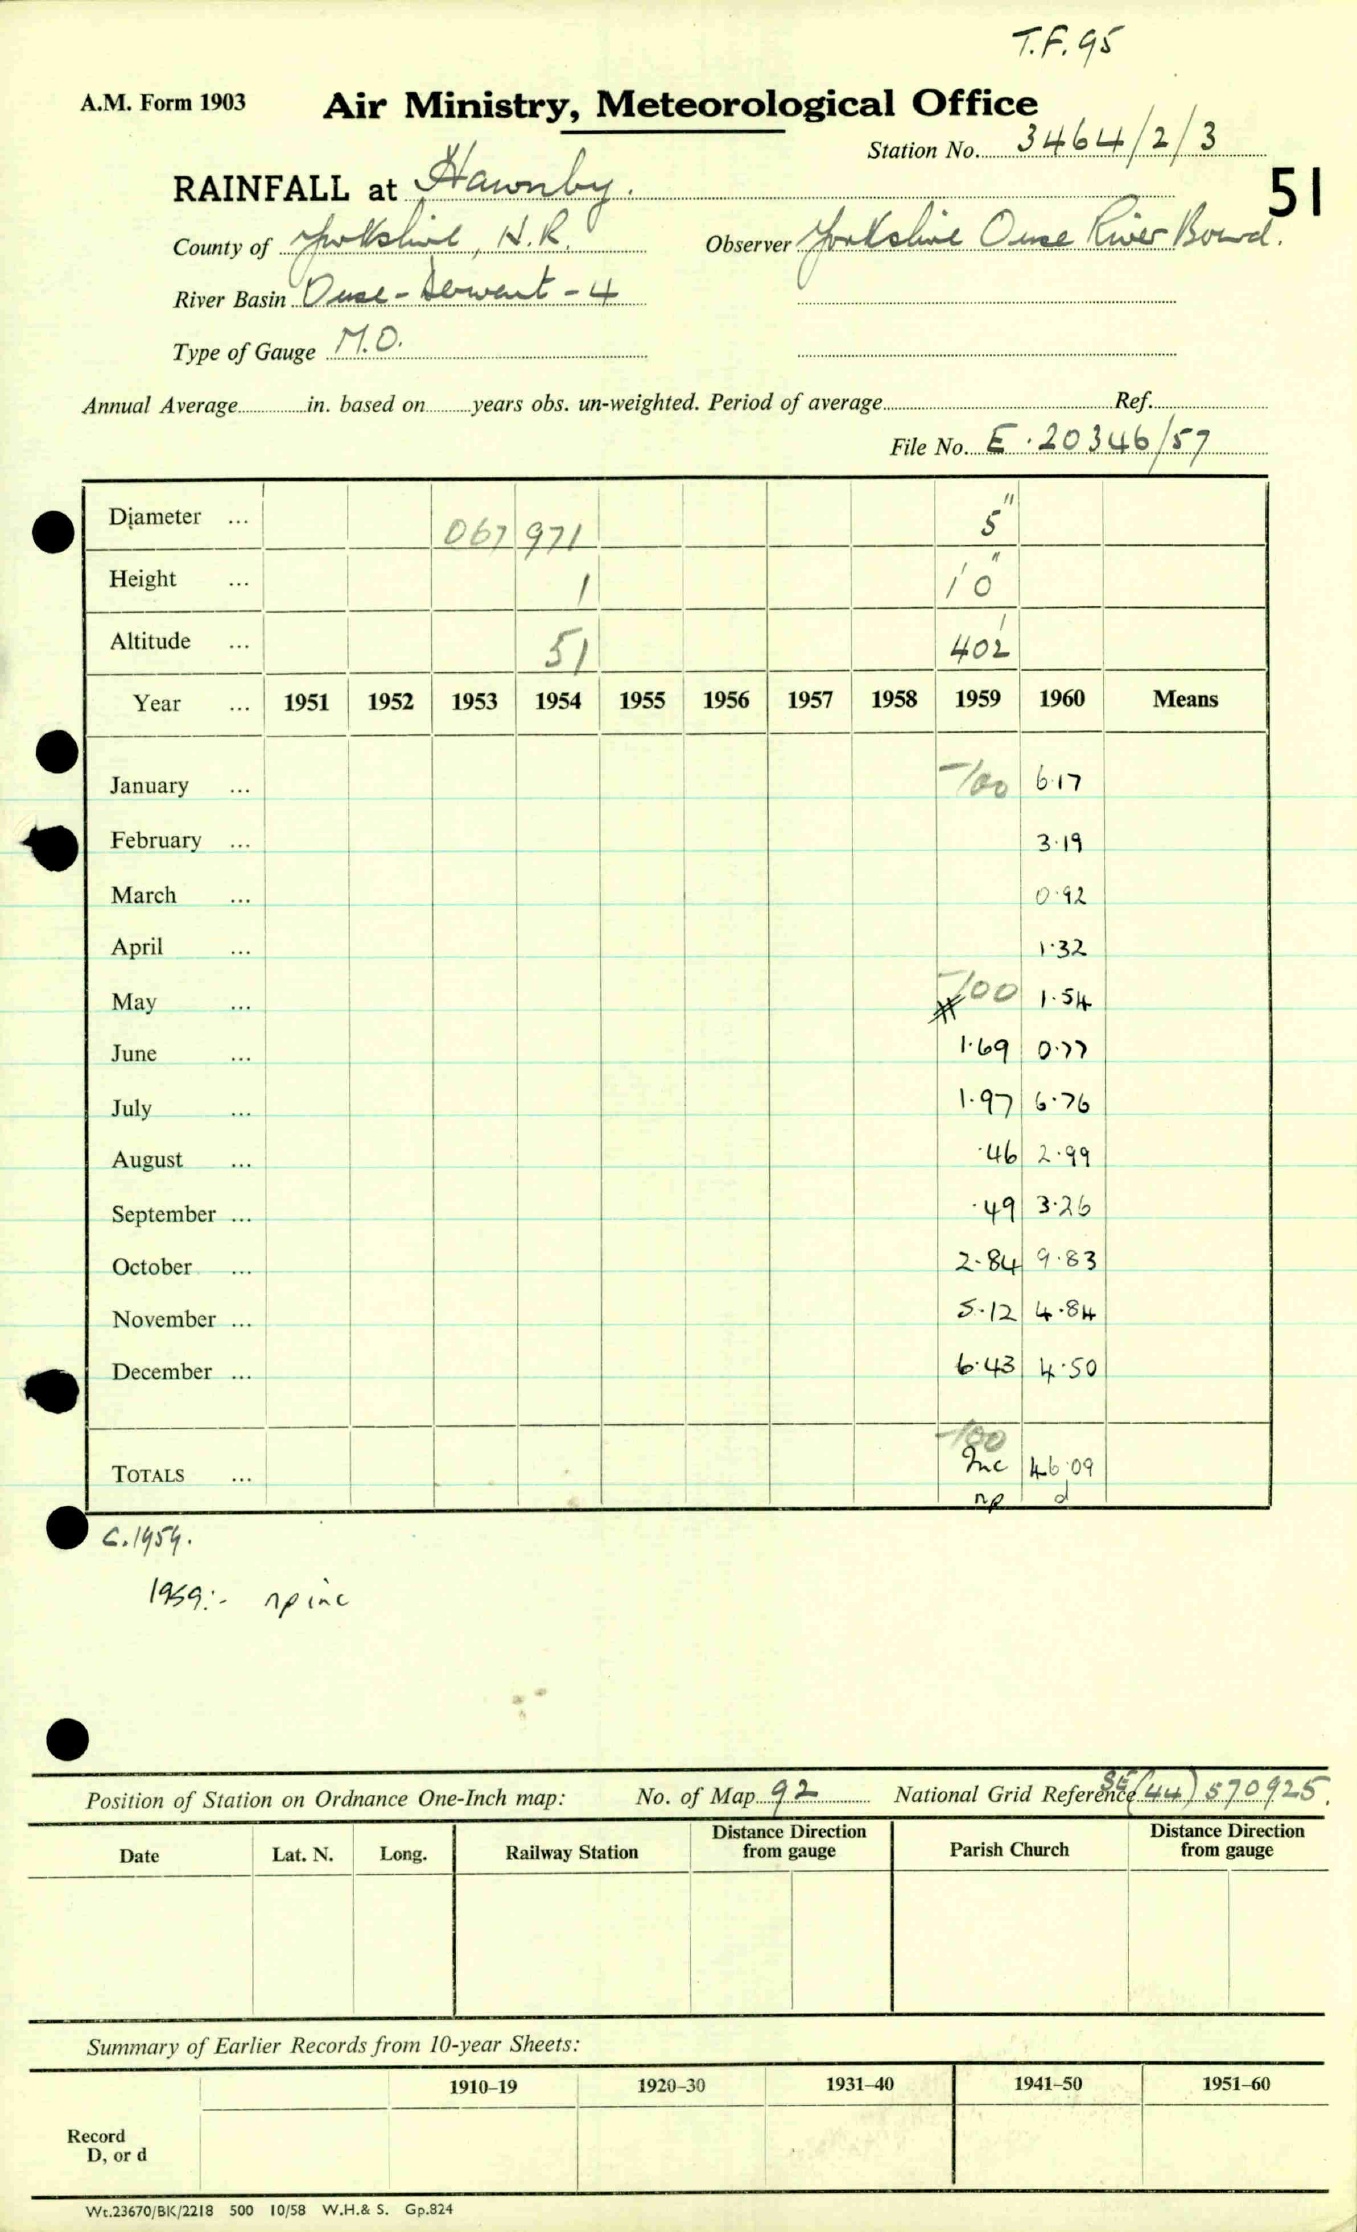 T.F.95
A.M. Form 1903 Air Ministry, Meteorological Office
Station No. 3464/2/3
RAINFALL at Hawnby. 51
County of Yorkshire, N.R. Observer Yorkshire Ouse River Board.
River Basin Ouse - Derwent - 4
Type of Gauge M.O.
Annual Average in. based on years obs. un-weighted. Period of average Ref.
File No. E.20346/57
Diameter ... 067 971 5"
Height ... 1 1'0"
Altitude ... 51 402'
Year ... 1951 1952 1953 1954 1955 1956 1957 1958 1959 1960 Means
January ... -100 6.17
February ... 3.19
March ... 0.92
April ... 1.32
May ... -100 1.54
June ... 1.69 0.77
July ... 1.97 6.76
August ... .46 2.99
September ... .49 3.26
October ... 2.84 9.83
November ... 5.12 4.84
December ... 6.43 4.50
-100
TOTALS ... Inc 46.09
np d
C.1959.
1959:- np inc
Position of Station on Ordnance One-Inch map: No. of Map 92 National Grid Reference SE(44) 570925.
Date Lat. N. Long. Railway Station Distance Direction from gauge Parish Church Distance Direction from gauge
Summary of Earlier Records from 10-year Sheets:
1910-19 1920-30 1931-40 1941-50 1951-60
Record
D, or d
Wt.23670/BK/2218 500 10/58 W.H.& S. Gp.824